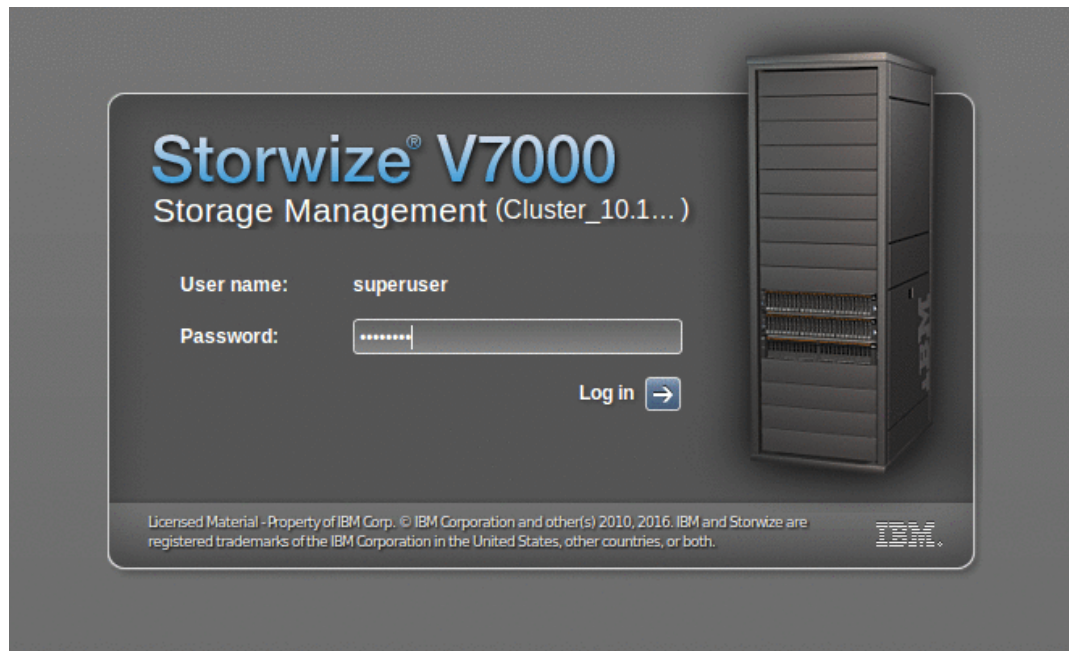 Storwize® V7000
Storage Management (Cluster_10.1... )
User name: superuser
Password: ••••••••
Log in
Licensed Material - Property of IBM Corp. © IBM Corporation and other(s) 2010, 2016. IBM and Storwize are
registered trademarks of the IBM Corporation in the United States, other countries, or both.
IBM
IBM.